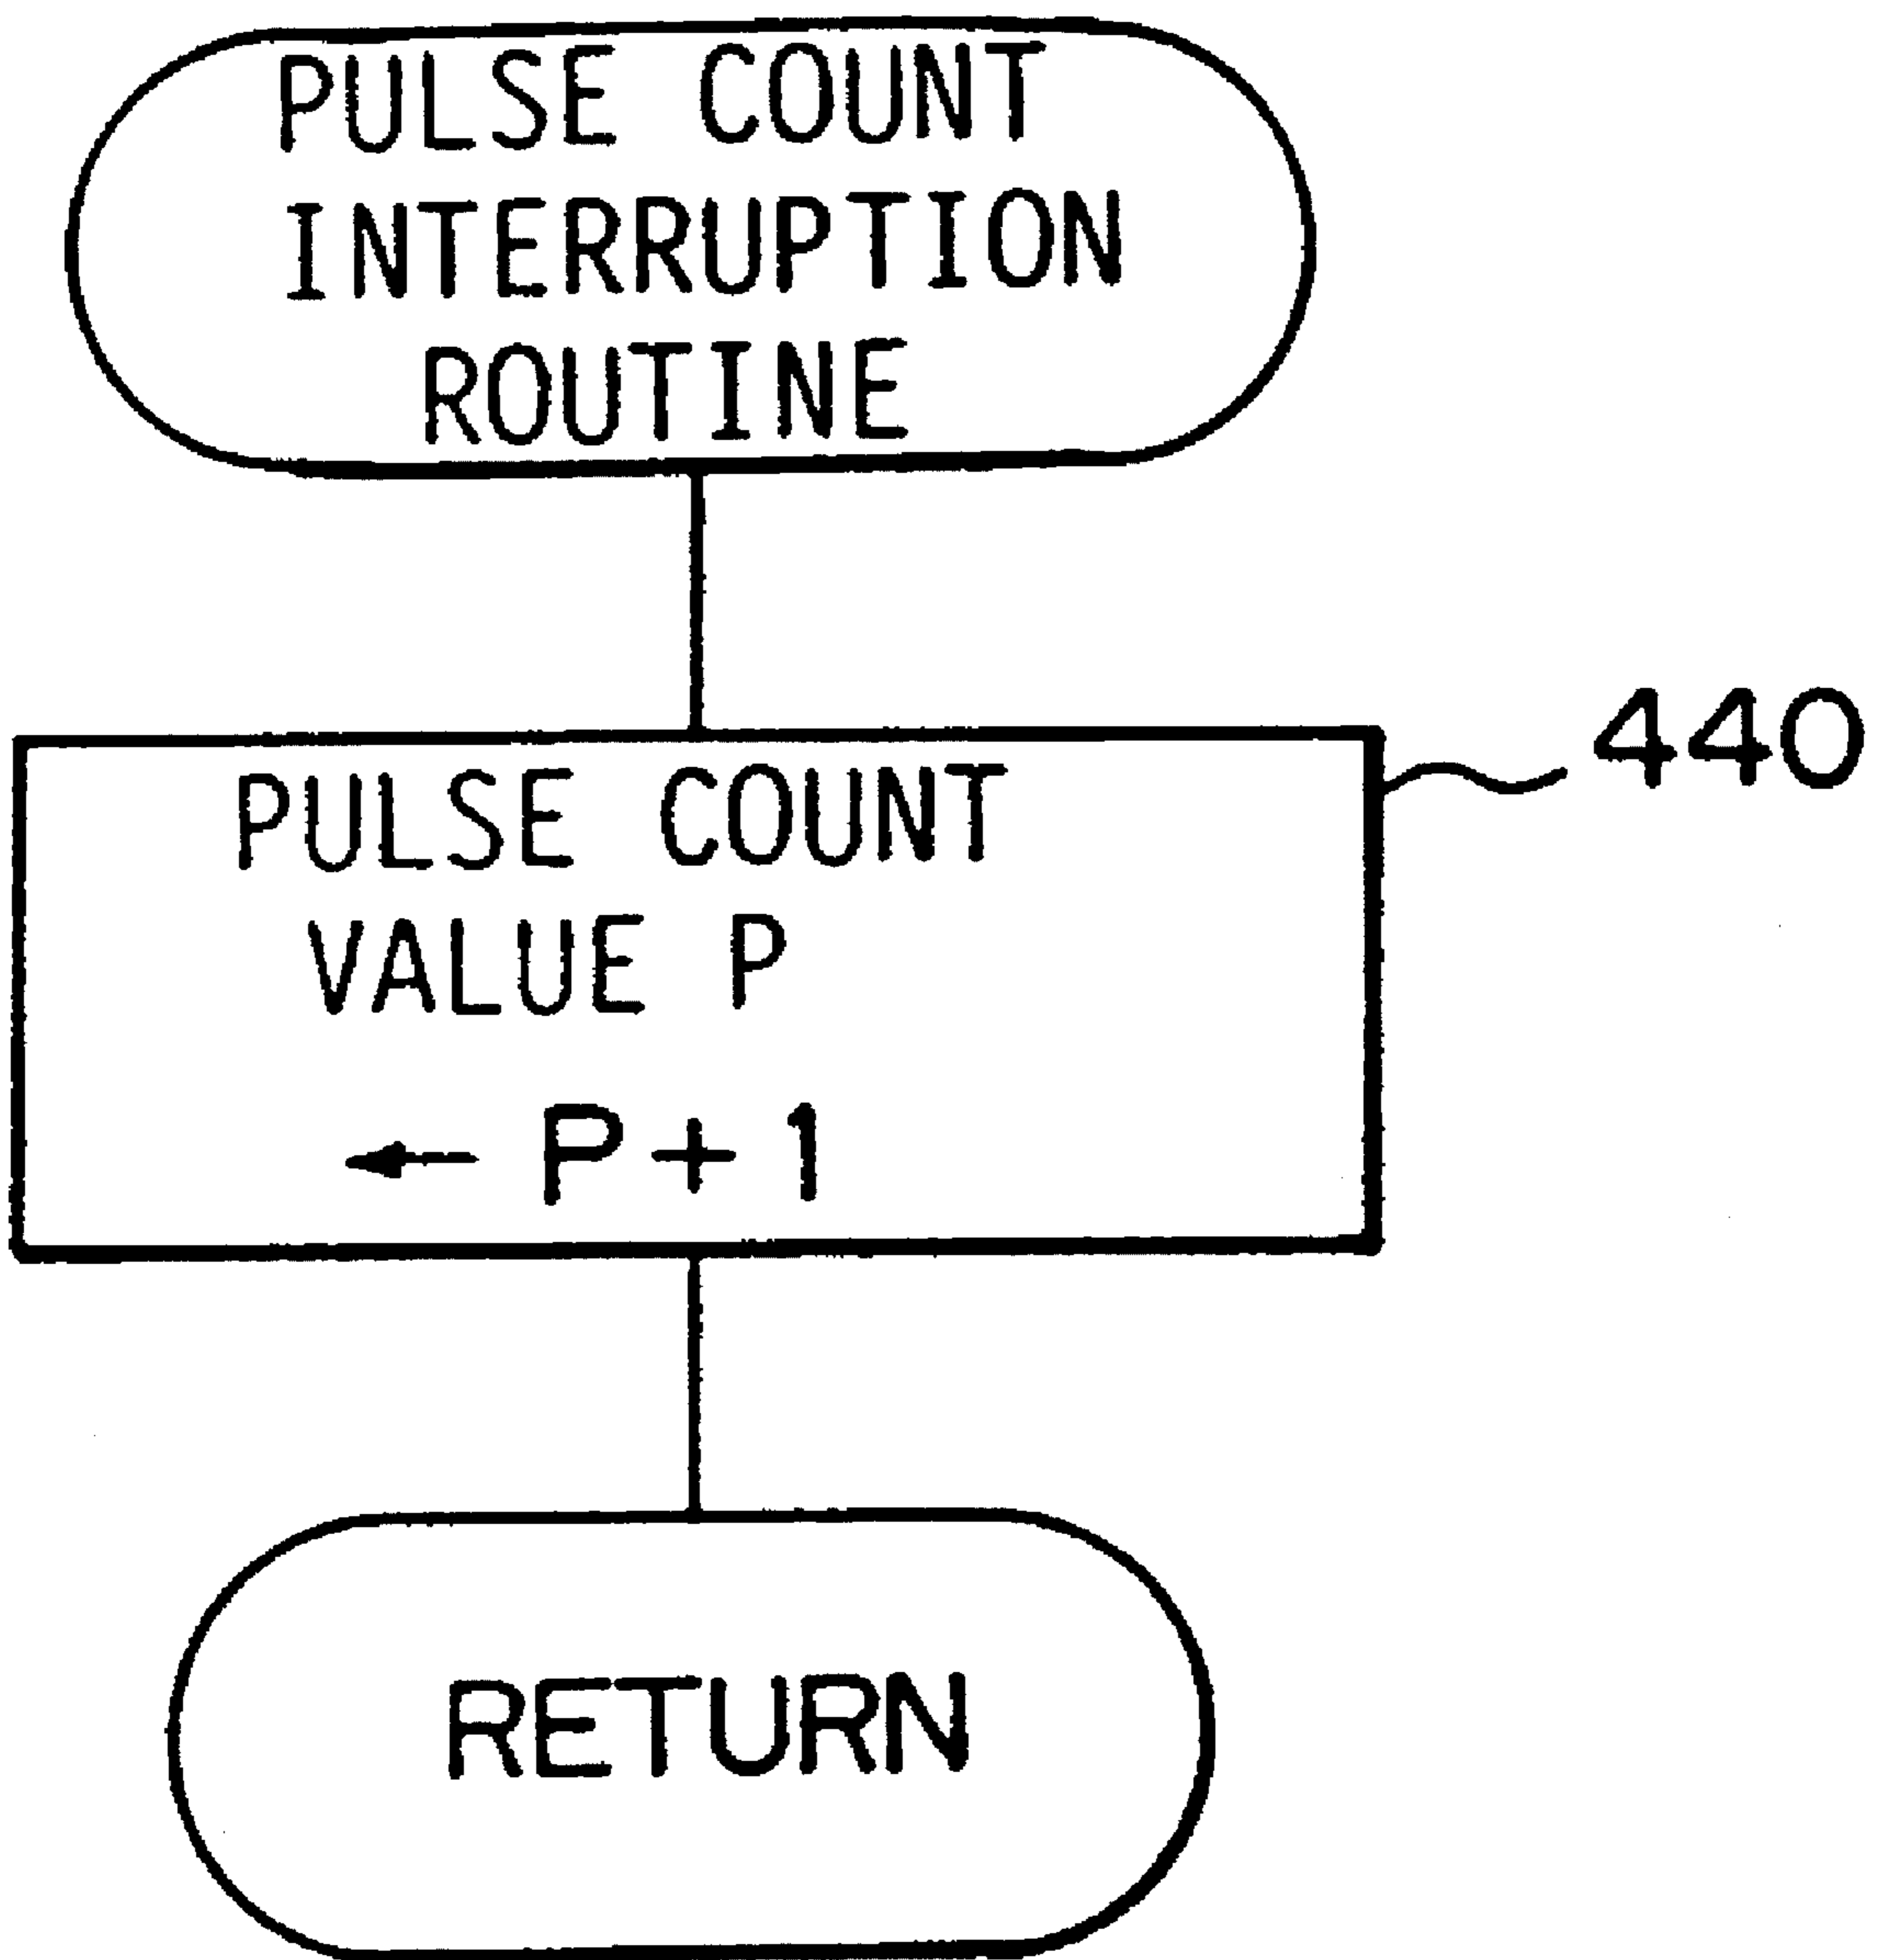 PULSE COUNT
INTERRUPTION
ROUTINE
440
PULSE COUNT
VALUE P
← P+1
RETURN